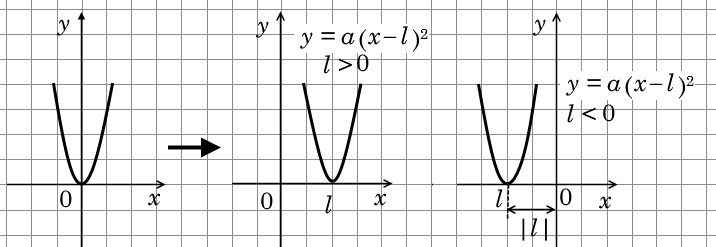 y
0
x
y
y = a(x−l)²
l > 0
0
l
x
y
y = a(x−l)²
l < 0
l
0
x
|l|